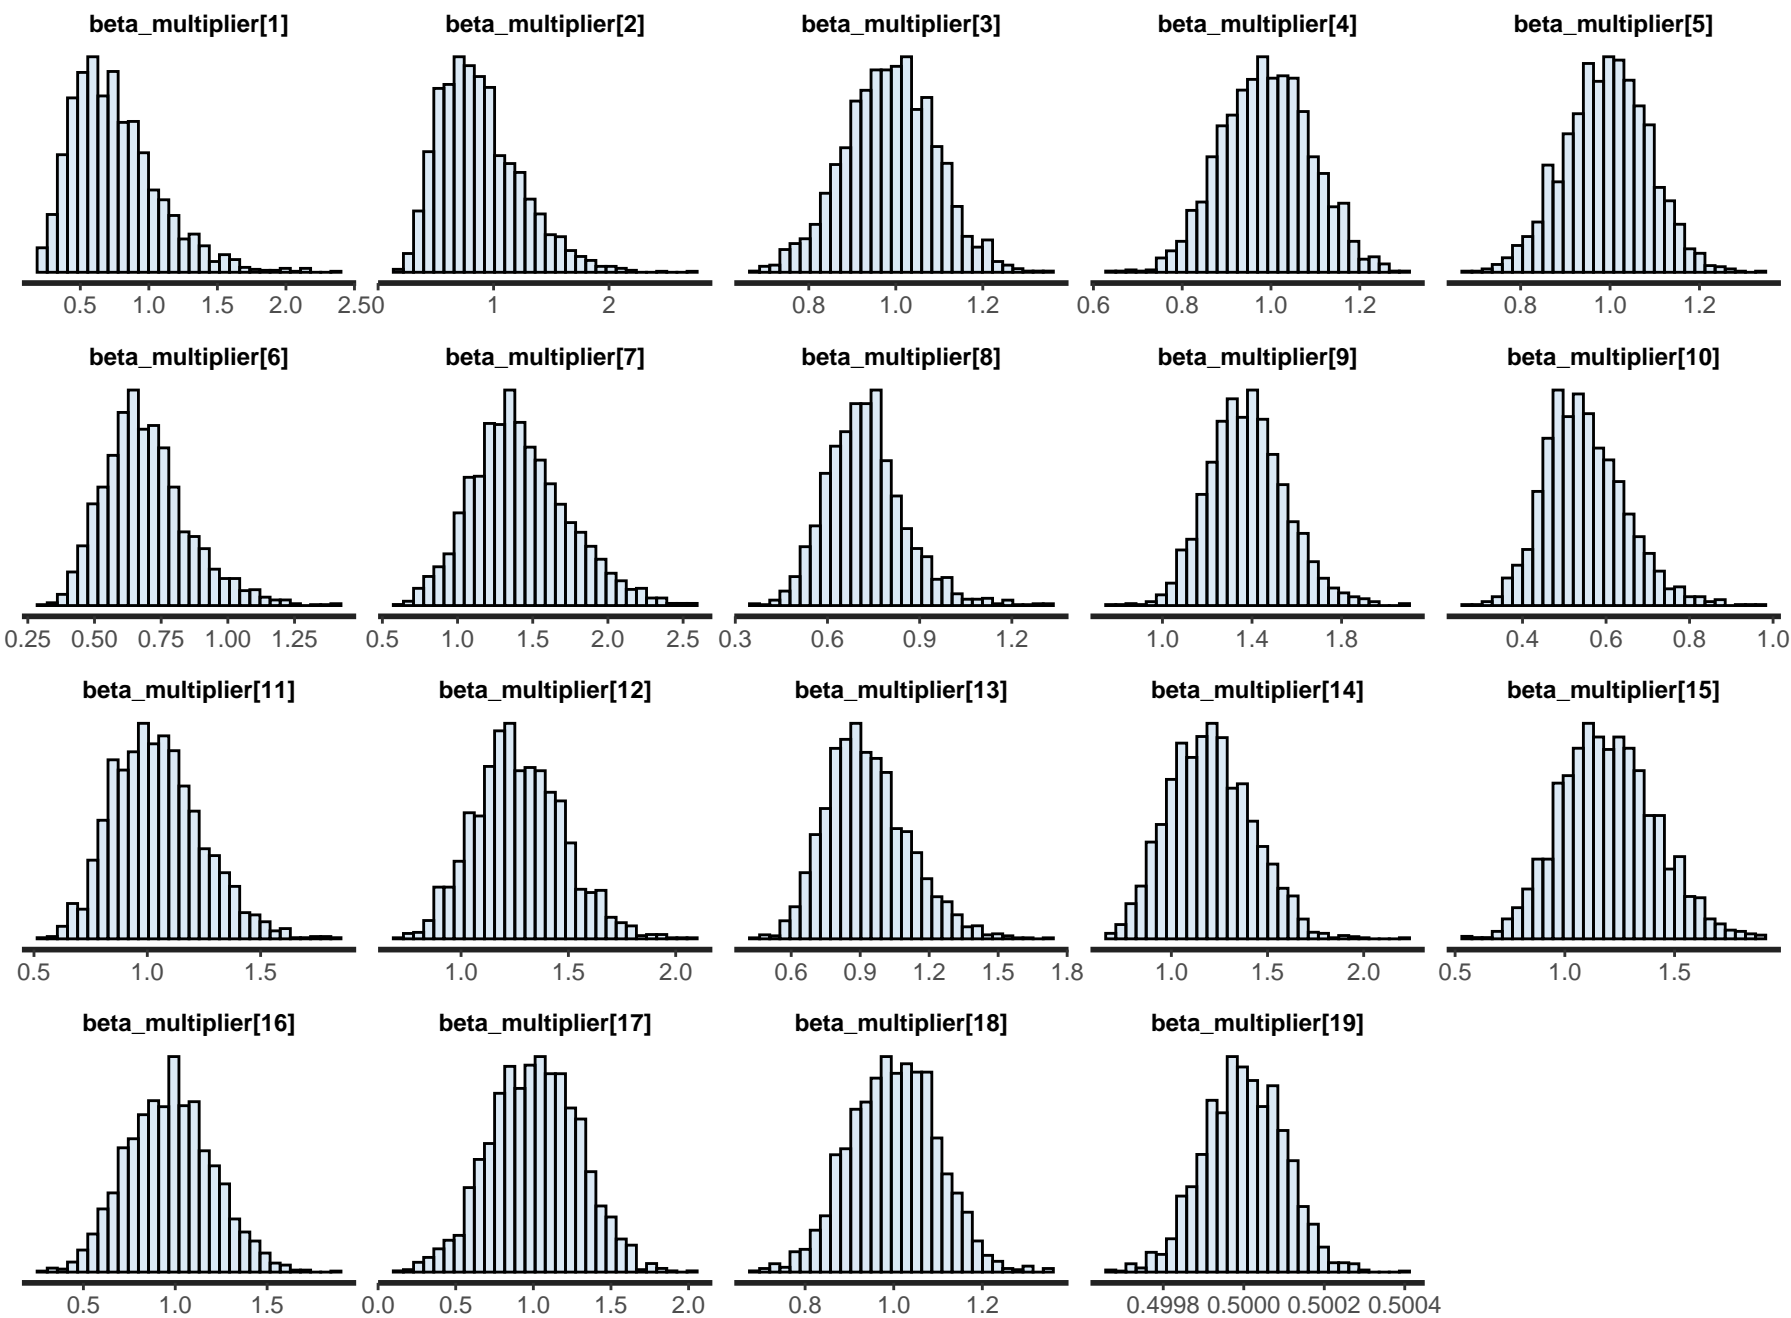 beta_multiplier[1] beta_multiplier[2] beta_multiplier[3] beta_multiplier[4] beta_multiplier[5]
0.5 1.0 1.5 2.0 2.5 0 1 2 0.8 1.0 1.2 0.6 0.8 1.0 1.2 0.8 1.0 1.2
beta_multiplier[6] beta_multiplier[7] beta_multiplier[8] beta_multiplier[9] beta_multiplier[10]
0.25 0.50 0.75 1.00 1.25 0.5 1.0 1.5 2.0 2.5 0.3 0.6 0.9 1.2 1.0 1.4 1.8 0.4 0.6 0.8 1.0
beta_multiplier[11] beta_multiplier[12] beta_multiplier[13] beta_multiplier[14] beta_multiplier[15]
0.5 1.0 1.5 1.0 1.5 2.0 0.6 0.9 1.2 1.5 1.8 1.0 1.5 2.0 0.5 1.0 1.5
beta_multiplier[16] beta_multiplier[17] beta_multiplier[18] beta_multiplier[19]
0.5 1.0 1.5 0.0 0.5 1.0 1.5 2.0 0.8 1.0 1.2 0.4998 0.5000 0.5002 0.5004